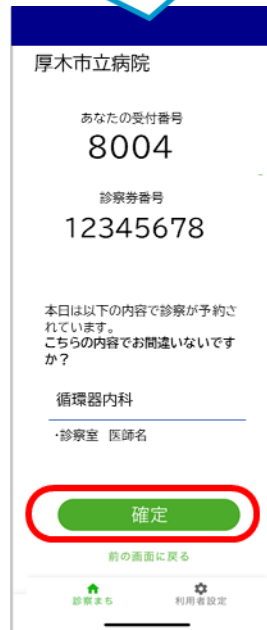 厚木市立病院
あなたの受付番号
8004
診察券番号
12345678
本日は以下の内容で診察が予約さ
れています。
こちらの内容でお間違いないです
か？
循環器内科
・診察室 医師名
確定
前の画面に戻る
診察まち
利用者設定